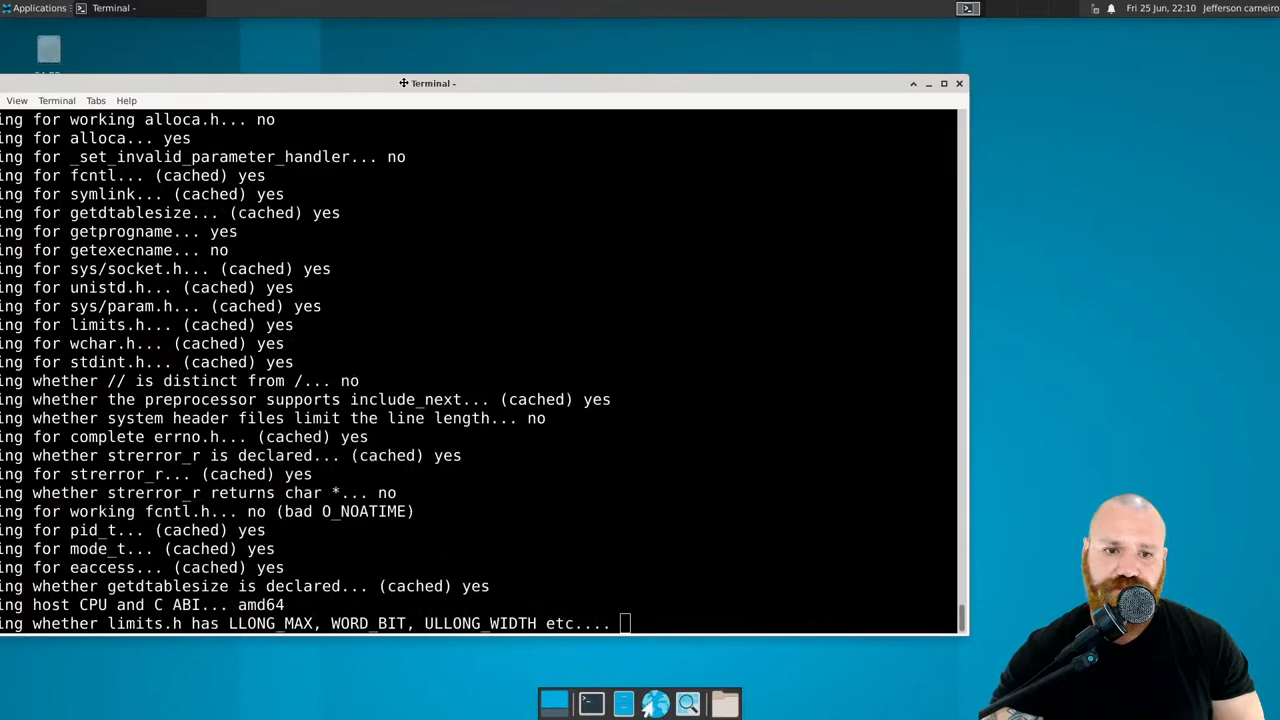 Applications
Terminal -
Fri 25 Jun, 22:10 Jefferson carneiro
Terminal -
View Terminal Tabs Help
ing for working alloca.h... no
ing for alloca... yes
ing for _set_invalid_parameter_handler... no
ing for fcntl... (cached) yes
ing for symlink... (cached) yes
ing for getdtablesize... (cached) yes
ing for getprogname... yes
ing for getexecname... no
ing for sys/socket.h... (cached) yes
ing for unistd.h... (cached) yes
ing for sys/param.h... (cached) yes
ing for limits.h... (cached) yes
ing for wchar.h... (cached) yes
ing for stdint.h... (cached) yes
ing whether // is distinct from /... no
ing whether the preprocessor supports include_next... (cached) yes
ing whether system header files limit the line length... no
ing for complete errno.h... (cached) yes
ing whether strerror_r is declared... (cached) yes
ing for strerror_r... (cached) yes
ing whether strerror_r returns char *... no
ing for working fcntl.h... no (bad O_NOATIME)
ing for pid_t... (cached) yes
ing for mode_t... (cached) yes
ing for eaccess... (cached) yes
ing whether getdtablesize is declared... (cached) yes
ing host CPU and C ABI... amd64
ing whether limits.h has LLONG_MAX, WORD_BIT, ULLONG_WIDTH etc....